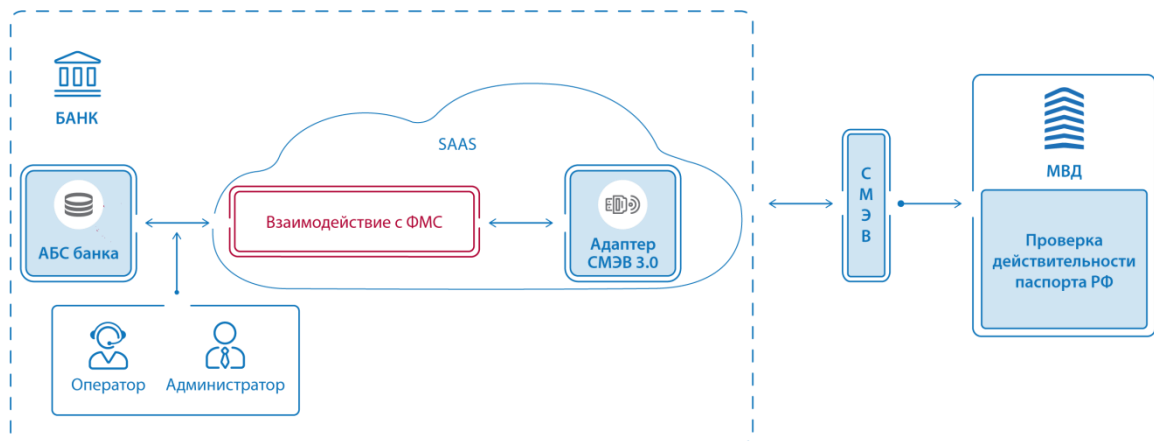 БАНК
SAAS
АБС банка
Взаимодействие с ФМС
Адаптер
СМЭВ 3.0
Оператор
Администратор
С
М
Э
В
МВД
Проверка
действительности
паспорта РФ